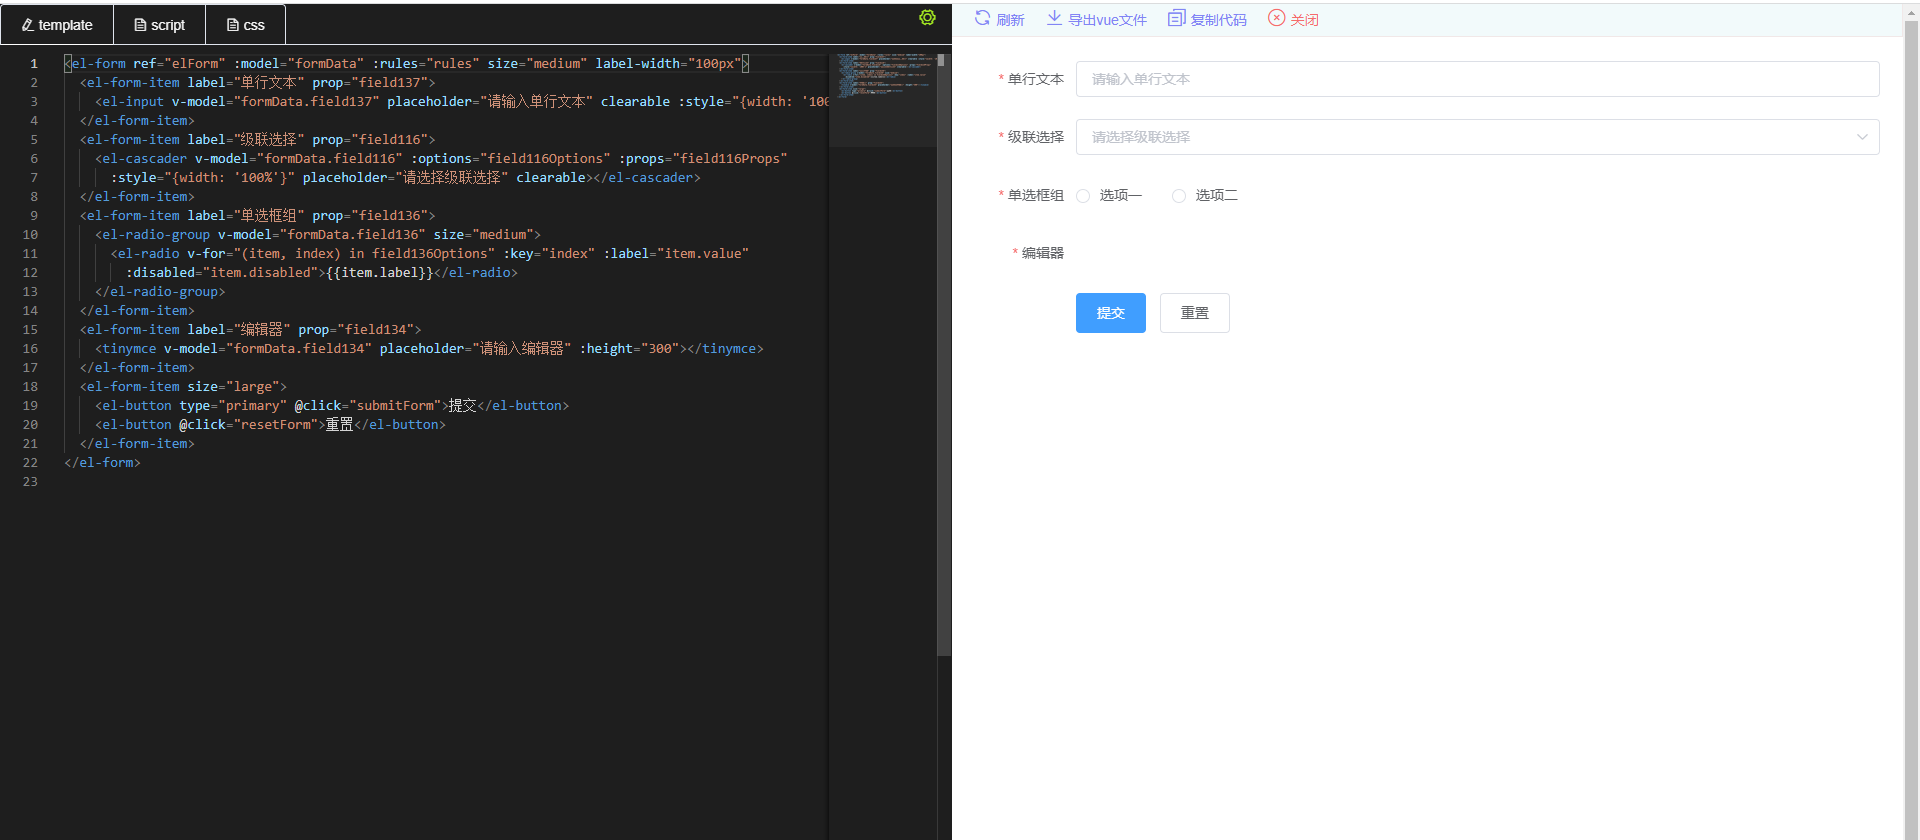 template script css
1 <el-form ref="elForm" :model="formData" :rules="rules" size="medium" label-width="100px">
2 <el-form-item label="单行文本" prop="field137">
3 <el-input v-model="formData.field137" placeholder="请输入单行文本" clearable :style="{width: '100
4 </el-form-item>
5 <el-form-item label="级联选择" prop="field116">
6 <el-cascader v-model="formData.field116" :options="field116Options" :props="field116Props"
7 :style="{width: '100%'}" placeholder="请选择级联选择" clearable></el-cascader>
8 </el-form-item>
9 <el-form-item label="单选框组" prop="field136">
10 <el-radio-group v-model="formData.field136" size="medium">
11 <el-radio v-for="(item, index) in field136Options" :key="index" :label="item.value"
12 :disabled="item.disabled">{{item.label}}</el-radio>
13 </el-radio-group>
14 </el-form-item>
15 <el-form-item label="编辑器" prop="field134">
16 <tinymce v-model="formData.field134" placeholder="请输入编辑器" :height="300"></tinymce>
17 </el-form-item>
18 <el-form-item size="large">
19 <el-button type="primary" @click="submitForm">提交</el-button>
20 <el-button @click="resetForm">重置</el-button>
21 </el-form-item>
22 </el-form>
23
刷新 导出vue文件 复制代码 关闭
* 单行文本 请输入单行文本
* 级联选择 请选择级联选择
* 单选框组 选项一 选项二
* 编辑器
提交 重置